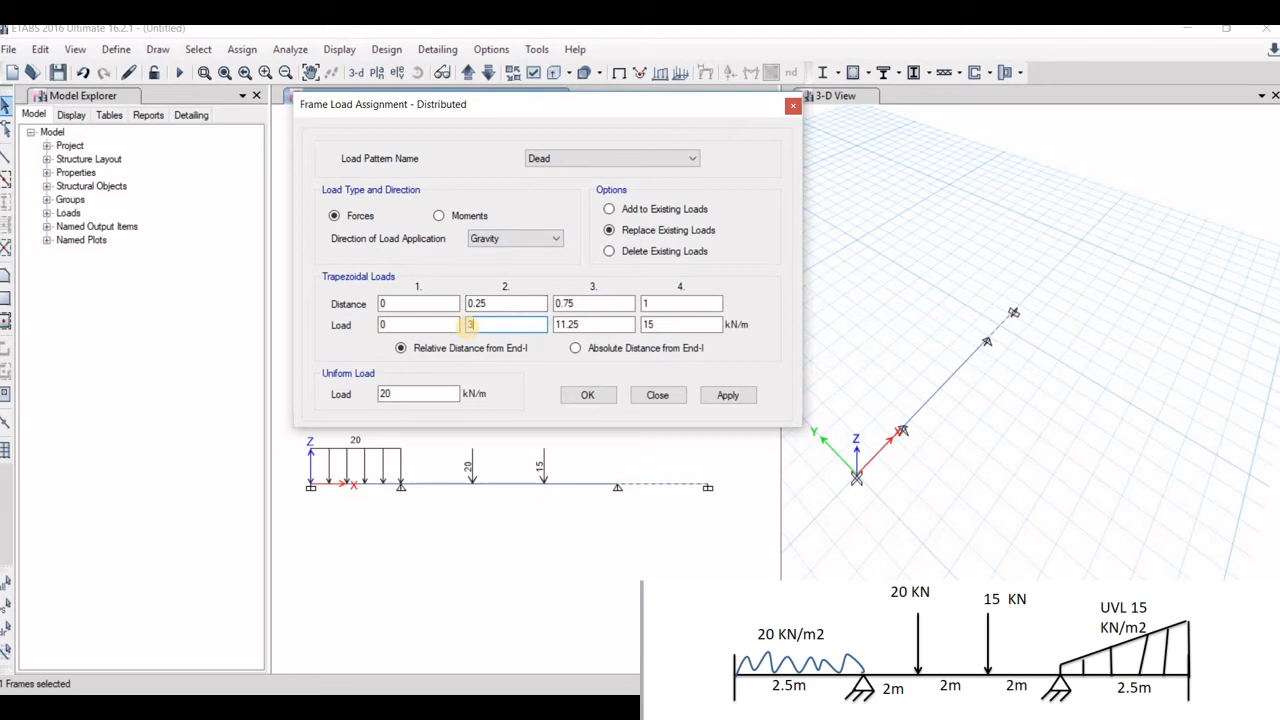 ETABS 2016 Ultimate 16.2.1 - (Untitled)
File Edit View Define Draw Select Assign Analyze Display Design Detailing Options Tools Help
3-d
nd
Model Explorer
Model Display Tables Reports Detailing
Model
Project
Structure Layout
Properties
Structural Objects
Groups
Loads
Named Output Items
Named Plots
Frame Load Assignment - Distributed
Load Pattern Name Dead
Load Type and Direction
Forces Moments
Direction of Load Application Gravity
Options
Add to Existing Loads
Replace Existing Loads
Delete Existing Loads
Trapezoidal Loads
1. 2. 3. 4.
Distance 0 0.25 0.75 1
Load 0 3 11.25 15 kN/m
Relative Distance from End-I Absolute Distance from End-I
Uniform Load
Load 20 kN/m
OK Close Apply
Z 20 X 20 15
3-D View
Y Z X
1 Frames selected
20 KN 15 KN
UVL 15
KN/m2
20 KN/m2
2.5m 2m 2m 2m 2.5m